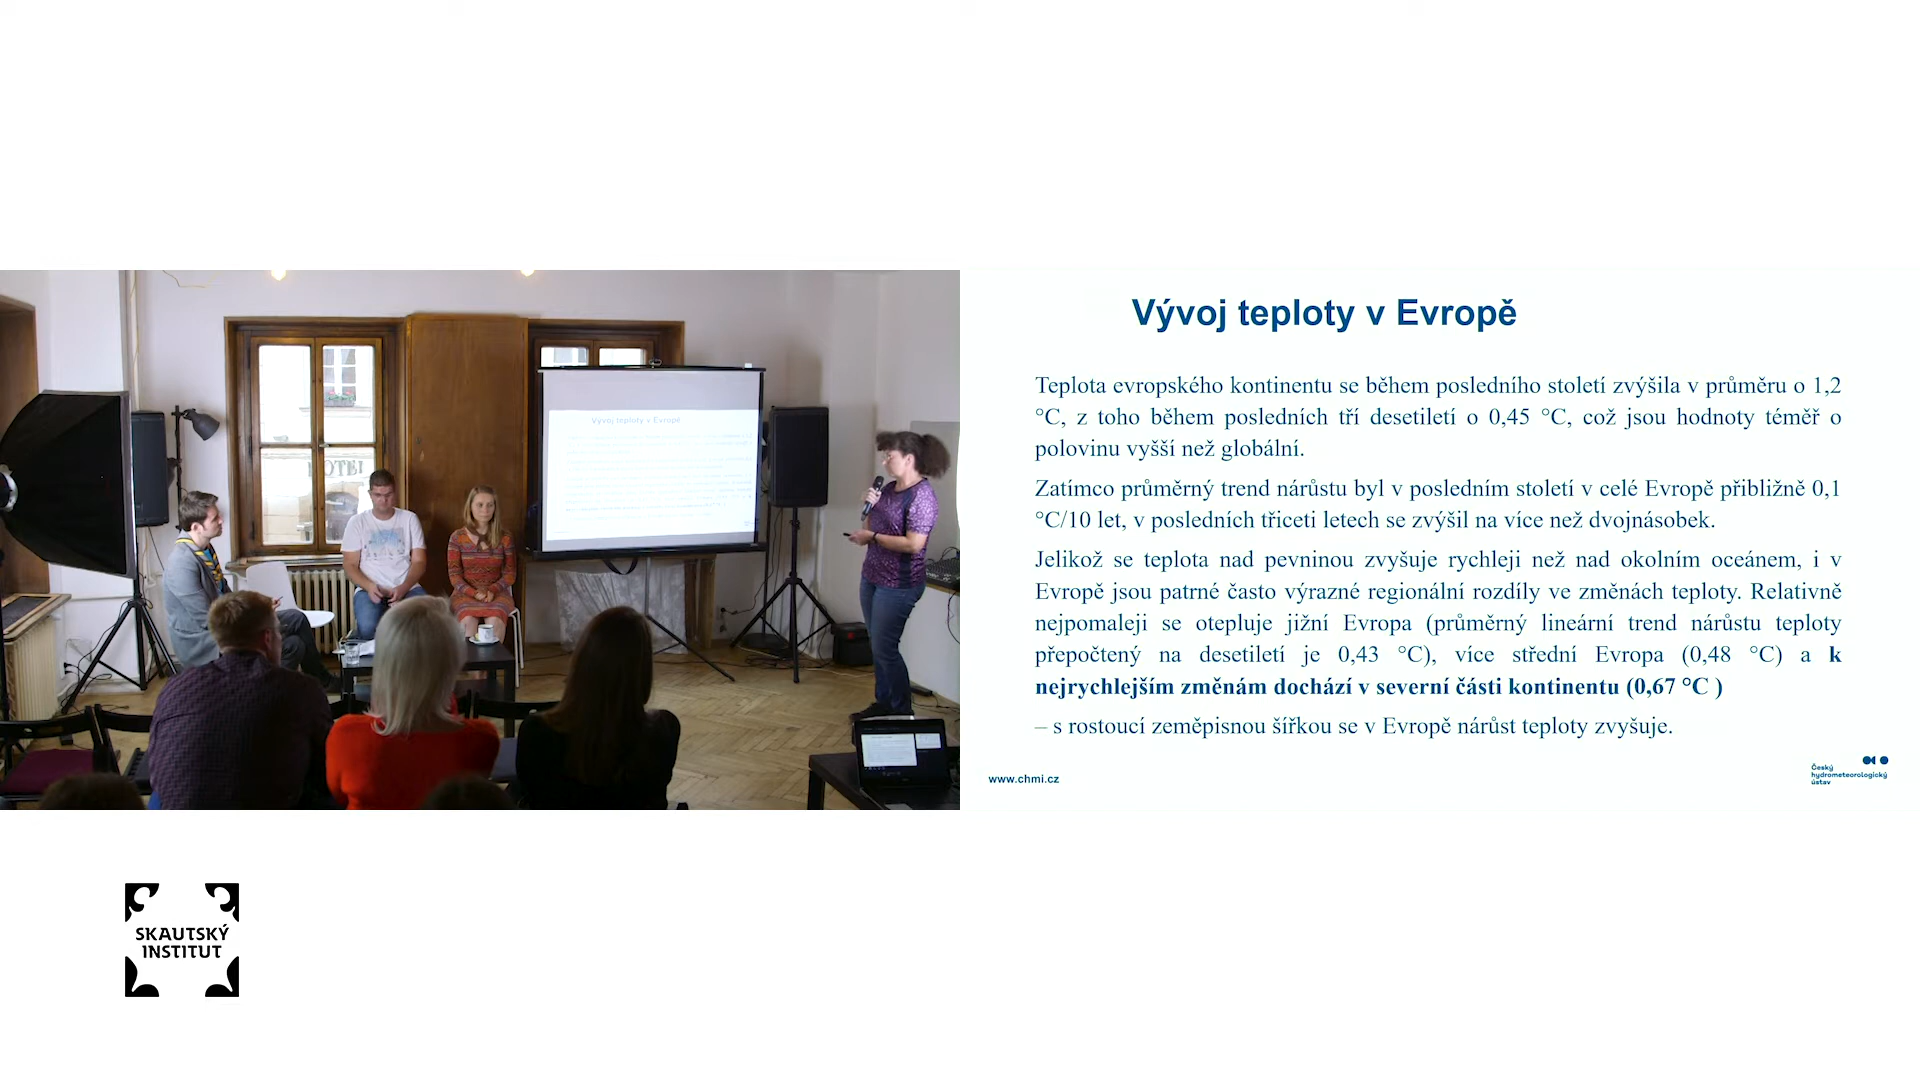 Vývoj teploty v Evropě
Teplota evropského kontinentu se během posledního století zvýšila v průměru o 1,2
°C, z toho během posledních tří desetiletí o 0,45 °C, což jsou hodnoty téměř o
polovinu vyšší než globální.
Zatímco průměrný trend nárůstu byl v posledním století v celé Evropě přibližně 0,1
°C/10 let, v posledních třiceti letech se zvýšil na více než dvojnásobek.
Jelikož se teplota nad pevninou zvyšuje rychleji než nad okolním oceánem, i v
Evropě jsou patrné často výrazné regionální rozdíly ve změnách teploty. Relativně
nejpomaleji se otepluje jižní Evropa (průměrný lineární trend nárůstu teploty
přepočtený na desetiletí je 0,43 °C), více střední Evropa (0,48 °C) a k
nejrychlejším změnám dochází v severní části kontinentu (0,67 °C )
– s rostoucí zeměpisnou šířkou se v Evropě nárůst teploty zvyšuje.
www.chmi.cz
Český
hydrometeorologický
ústav
Vývoj teploty v Evropě
SKAUTSKÝ
INSTITUT